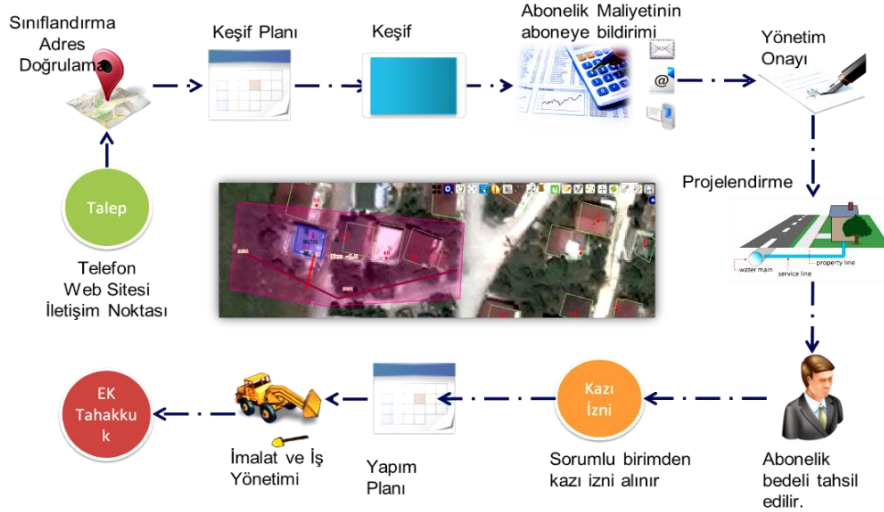 Sınıflandırma
Adres
Doğrulama
Keşif Planı
Keşif
Abonelik Maliyetinin
aboneye bildirimi
Yönetim
Onayı
Talep
Telefon
Web Sitesi
İletişim Noktası
Projelendirme
water main
service line
property line
EK
Tahakku
k
İmalat ve İş
Yönetimi
Yapım
Planı
Kazı
İzni
Sorumlu birimden
kazı izni alınır
Abonelik
bedeli tahsil
edilir.